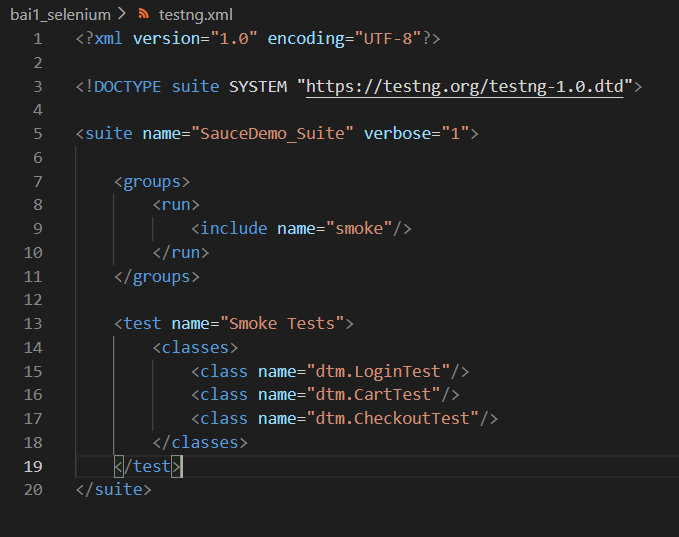 bai1_selenium > testng.xml
1 <?xml version="1.0" encoding="UTF-8"?>
2
3 <!DOCTYPE suite SYSTEM "https://testng.org/testng-1.0.dtd">
4
5 <suite name="SauceDemo_Suite" verbose="1">
6
7     <groups>
8         <run>
9             <include name="smoke"/>
10         </run>
11     </groups>
12
13     <test name="Smoke Tests">
14         <classes>
15             <class name="dtm.LoginTest"/>
16             <class name="dtm.CartTest"/>
17             <class name="dtm.CheckoutTest"/>
18         </classes>
19     </test>
20 </suite>